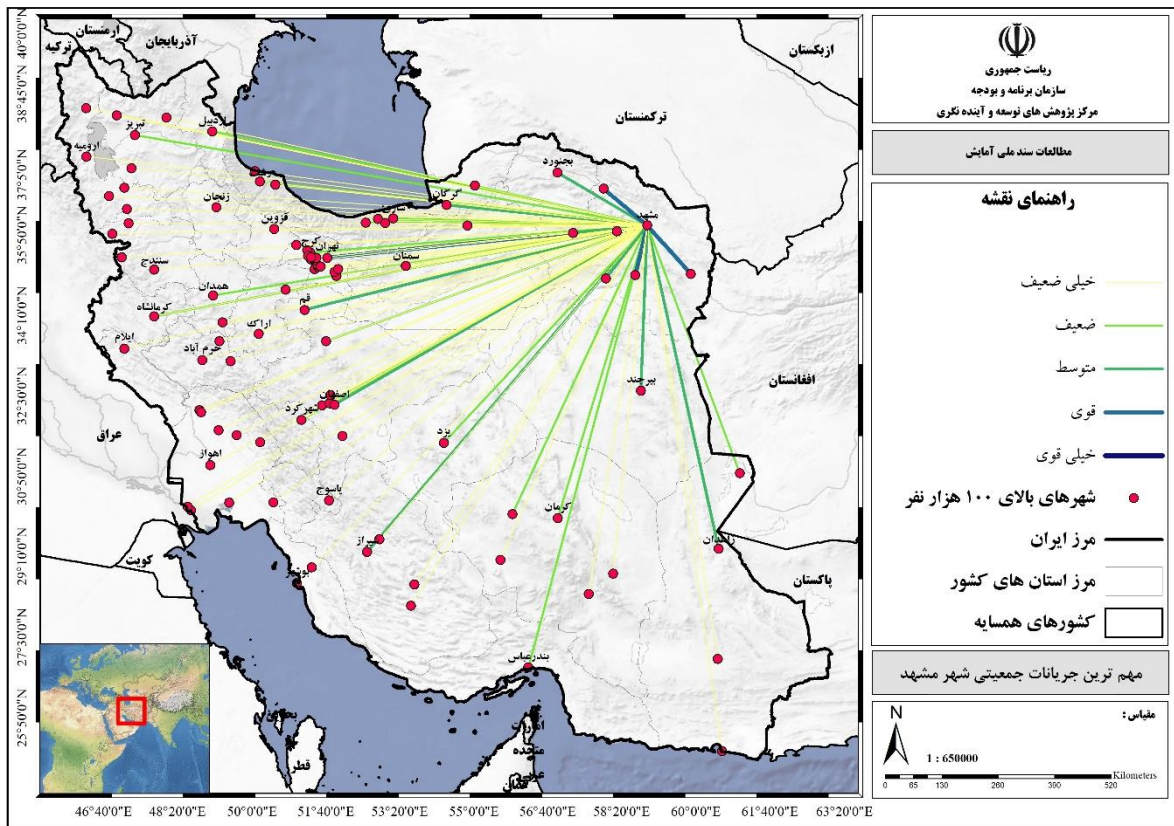 ریاست جمهوری
سازمان برنامه و بودجه
مرکز پژوهش های توسعه و آینده نگری
مطالعات سند ملی آمایش
راهنمای نقشه
خیلی ضعیف
ضعیف
متوسط
قوی
خیلی قوی
شهرهای بالای ۱۰۰ هزار نفر
مرز ایران
مرز استان های کشور
کشورهای همسایه
مهم ترین جریانات جمعیتی شهر مشهد
مقیاس :
N
1 : 650000
Kilometers
0 65 130 260 390 520
ارمنستان
آذربایجان
ترکیه
ازبکستان
ترکمنستان
افغانستان
پاکستان
عراق
کویت
بحرین
قطر
امارات
متحده
عربی
عمان
تبریز
اردبیل
ارومیه
زنجان
قزوین
کرج
تهران
گرگان
ساری
بجنورد
مشهد
سمنان
سنندج
همدان
قم
کرمانشاه
اراک
ایلام
خرم آباد
اصفهان
شهرکرد
بیرجند
یزد
اهواز
یاسوج
کرمان
شیراز
زاهدان
بوشهر
بندرعباس
40°0'0"N
38°45'0"N
37°5'0"N
35°50'0"N
34°10'0"N
32°30'0"N
30°50'0"N
29°10'0"N
27°30'0"N
25°50'0"N
46°40'0"E 48°20'0"E 50°0'0"E 51°40'0"E 53°20'0"E 55°0'0"E 56°40'0"E 58°20'0"E 60°0'0"E 61°40'0"E 63°20'0"E